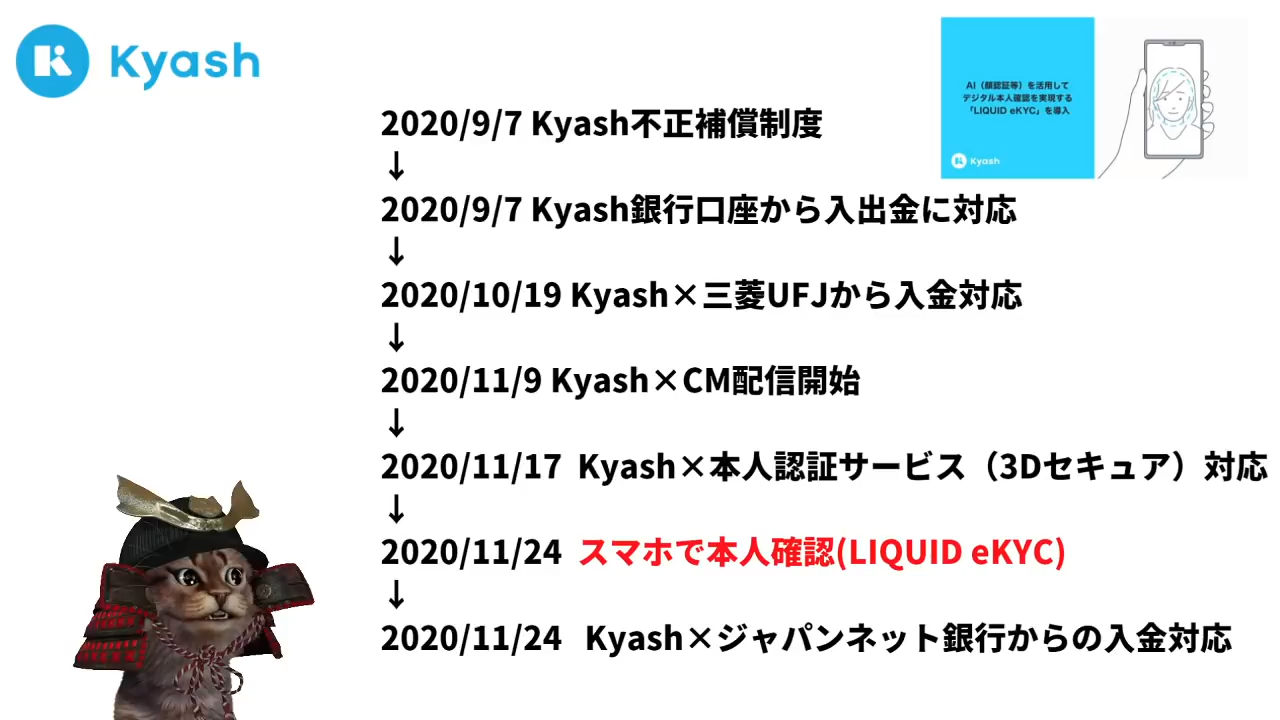 Kyash
AI（顔認証等）を活用して
デジタル本人確認を実現する
「LIQUID eKYC」を導入
Kyash
2020/9/7 Kyash不正補償制度
↓
2020/9/7 Kyash銀行口座から入出金に対応
↓
2020/10/19 Kyash×三菱UFJから入金対応
↓
2020/11/9 Kyash×CM配信開始
↓
2020/11/17 Kyash×本人認証サービス（3Dセキュア）対応
↓
2020/11/24 スマホで本人確認(LIQUID eKYC)
↓
2020/11/24 Kyash×ジャパンネット銀行からの入金対応